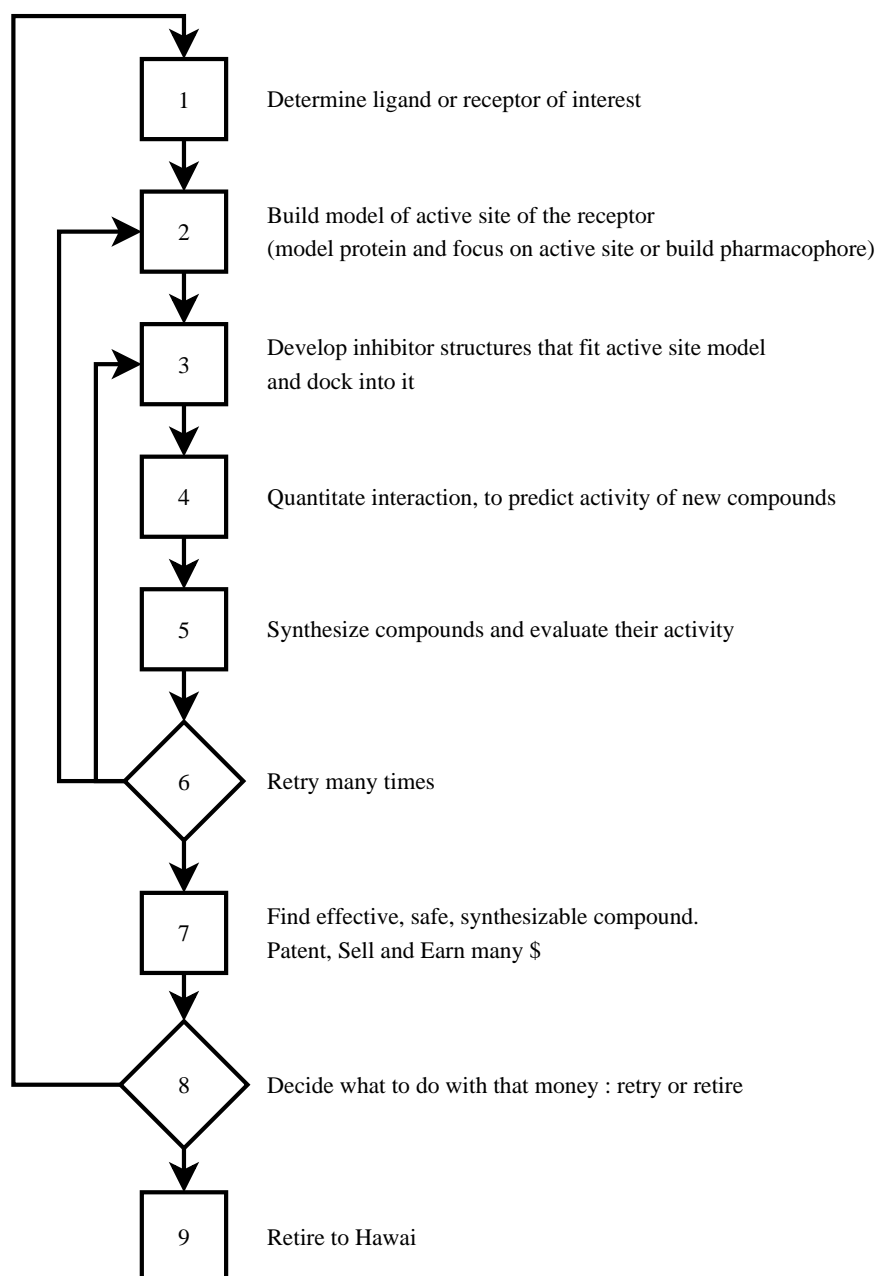 1
Determine ligand or receptor of interest
2
Build model of active site of the receptor
(model protein and focus on active site or build pharmacophore)
3
Develop inhibitor structures that fit active site model
and dock into it
4
Quantitate interaction, to predict activity of new compounds
5
Synthesize compounds and evaluate their activity
6
Retry many times
7
Find effective, safe, synthesizable compound.
Patent, Sell and Earn many $
8
Decide what to do with that money : retry or retire
9
Retire to Hawai